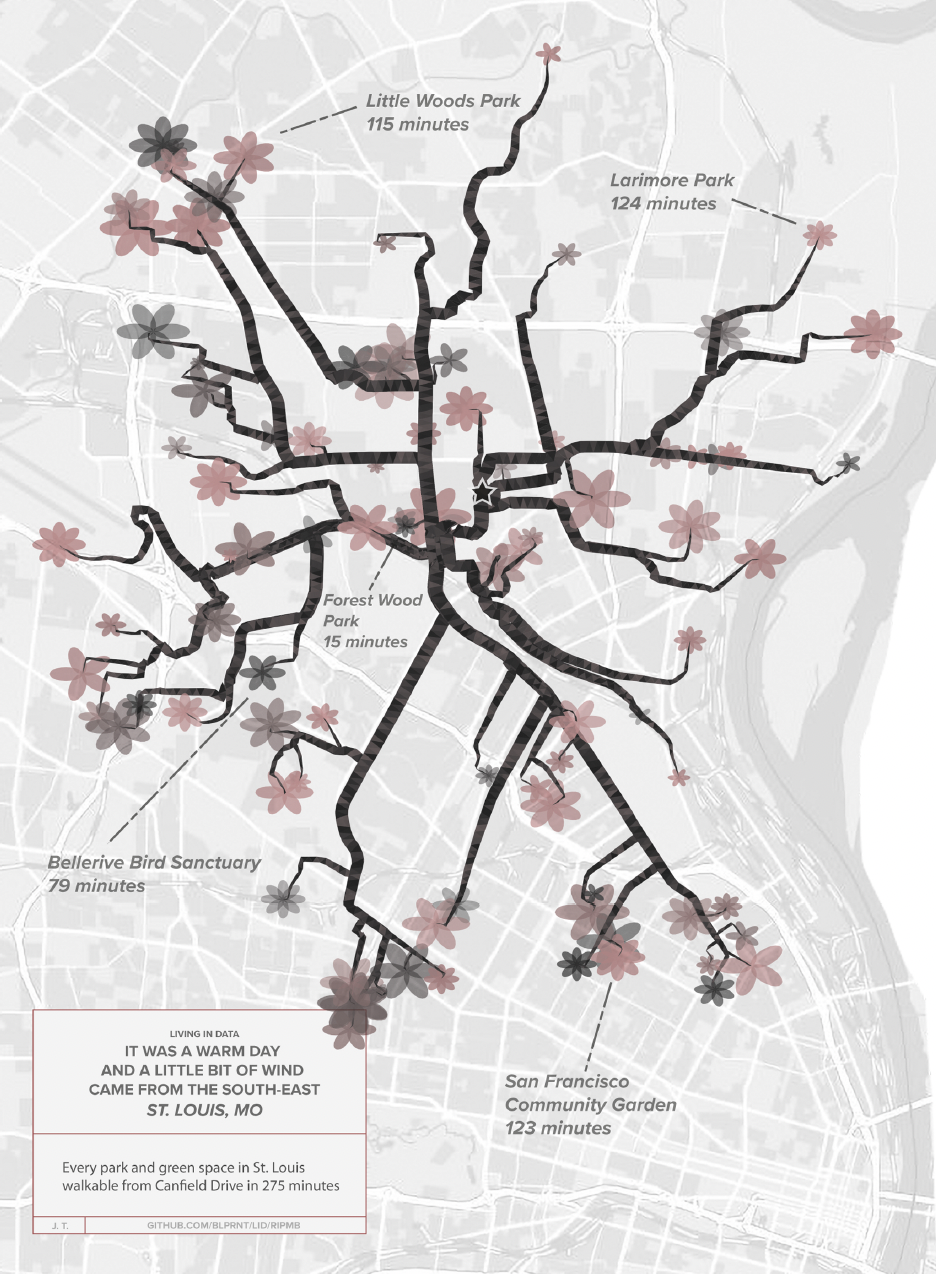 Little Woods Park
115 minutes
Larimore Park
124 minutes
Forest Wood
Park
15 minutes
Bellerive Bird Sanctuary
79 minutes
San Francisco
Community Garden
123 minutes
LIVING IN DATA
IT WAS A WARM DAY
AND A LITTLE BIT OF WIND
CAME FROM THE SOUTH-EAST
ST. LOUIS, MO
Every park and green space in St. Louis
walkable from Canfield Drive in 275 minutes
J. T.
GITHUB.COM/BLPRNT/LID/RIPMB